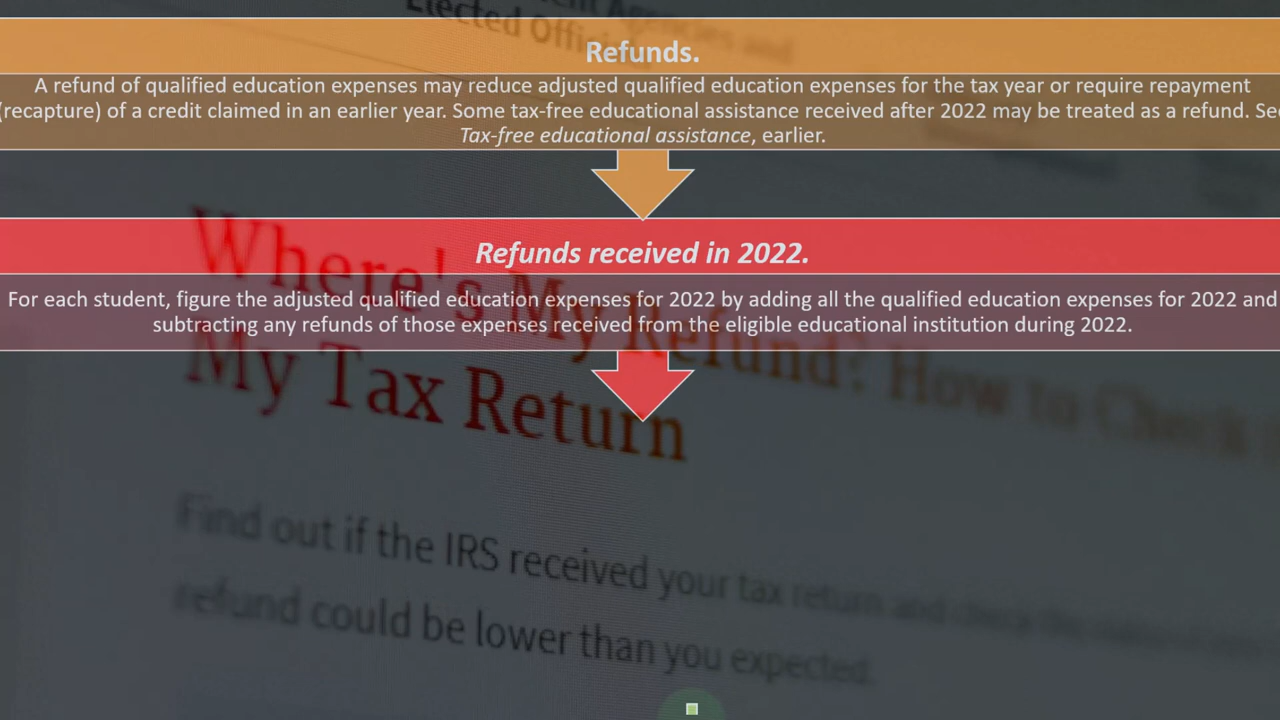 Elected Offici
Refunds.
A refund of qualified education expenses may reduce adjusted qualified education expenses for the tax year or require repayment
(recapture) of a credit claimed in an earlier year. Some tax-free educational assistance received after 2022 may be treated as a refund. See
Tax-free educational assistance, earlier.
Refunds received in 2022.
For each student, figure the adjusted qualified education expenses for 2022 by adding all the qualified education expenses for 2022 and
subtracting any refunds of those expenses received from the eligible educational institution during 2022.
Where's My Refund? How to Check
My Tax Return
Find out if the IRS received your tax return and check the
refund could be lower than you expected.